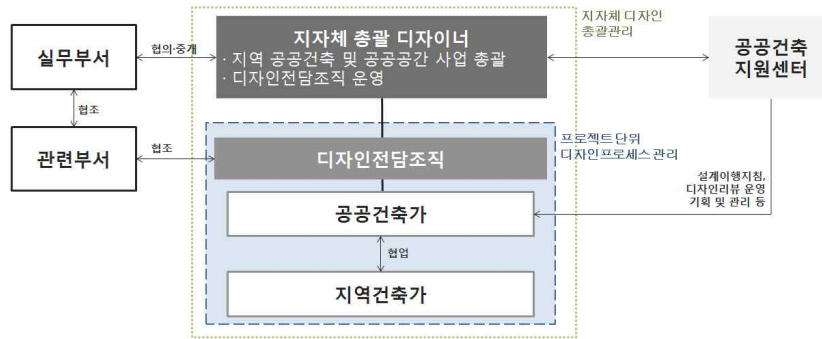 지자체 디자인
총괄관리
실무부서
협의·중개
지자체 총괄 디자이너
· 지역 공공건축 및 공공공간 사업 총괄
· 디자인전담조직 운영
공공건축
지원센터
협조
관련부서
협조
프로젝트 단위
디자인프로세스 관리
디자인전담조직
설계이행지침,
디자인리뷰 운영
기획 및 관리 등
공공건축가
협업
지역건축가